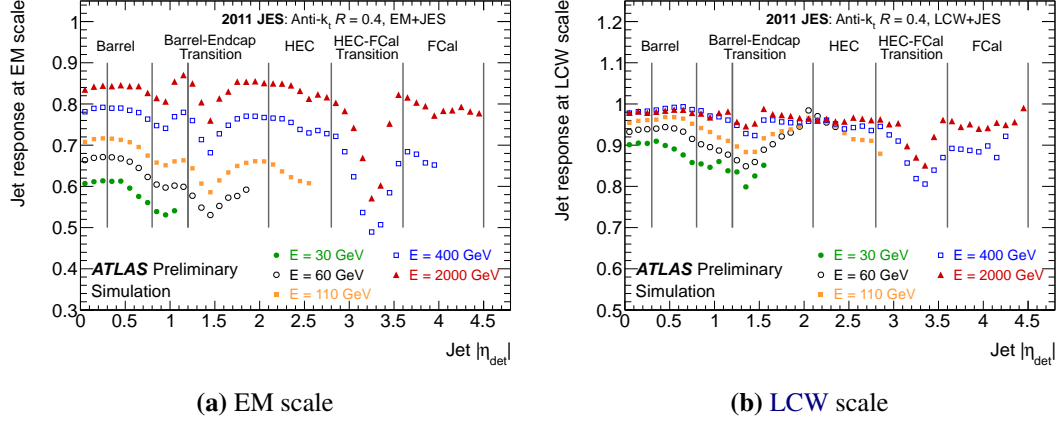 2011 JES: Anti-kt R = 0.4, EM+JES
Barrel
Barrel-Endcap
Transition
HEC
HEC-FCal
Transition
FCal
Jet response at EM scale
1
0.9
0.8
0.7
0.6
0.5
0.4
0.3
ATLAS Preliminary
Simulation
E = 30 GeV
E = 60 GeV
E = 110 GeV
E = 400 GeV
E = 2000 GeV
0 0.5 1 1.5 2 2.5 3 3.5 4 4.5
Jet |ηdet|
(a) EM scale
2011 JES: Anti-kt R = 0.4, LCW+JES
Barrel
Barrel-Endcap
Transition
HEC
HEC-FCal
Transition
FCal
Jet response at LCW scale
1.2
1.1
1
0.9
0.8
0.7
0.6
0.5
ATLAS Preliminary
Simulation
E = 30 GeV
E = 60 GeV
E = 110 GeV
E = 400 GeV
E = 2000 GeV
0 0.5 1 1.5 2 2.5 3 3.5 4 4.5
Jet |ηdet|
(b) LCW scale